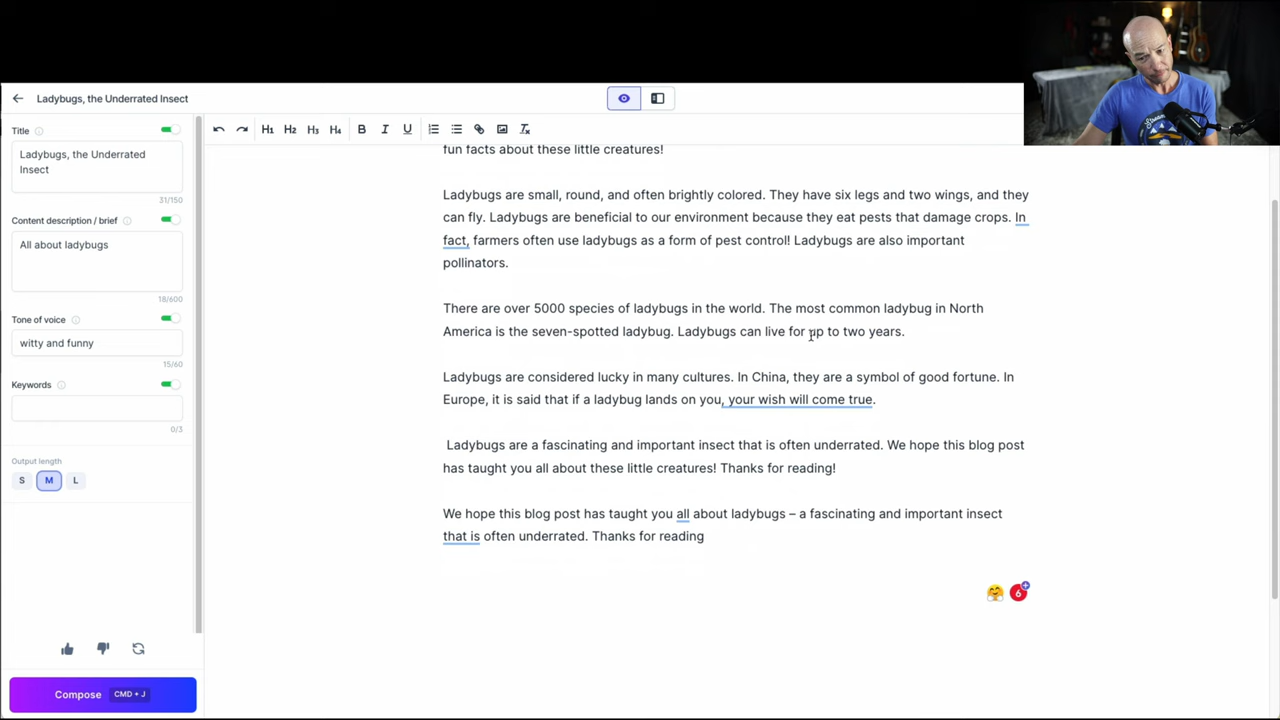 Ladybugs, the Underrated Insect
Title
Ladybugs, the Underrated
Insect
31/150
Content description / brief
All about ladybugs
18/600
Tone of voice
witty and funny
15/60
Keywords
0/3
Output length
S M L
Compose CMD + J
H1 H2 H3 H4 B I U
fun facts about these little creatures!
Ladybugs are small, round, and often brightly colored. They have six legs and two wings, and they
can fly. Ladybugs are beneficial to our environment because they eat pests that damage crops. In
fact, farmers often use ladybugs as a form of pest control! Ladybugs are also important
pollinators.
There are over 5000 species of ladybugs in the world. The most common ladybug in North
America is the seven-spotted ladybug. Ladybugs can live for up to two years.
Ladybugs are considered lucky in many cultures. In China, they are a symbol of good fortune. In
Europe, it is said that if a ladybug lands on you, your wish will come true.
Ladybugs are a fascinating and important insect that is often underrated. We hope this blog post
has taught you all about these little creatures! Thanks for reading!
We hope this blog post has taught you all about ladybugs – a fascinating and important insect
that is often underrated. Thanks for reading
6